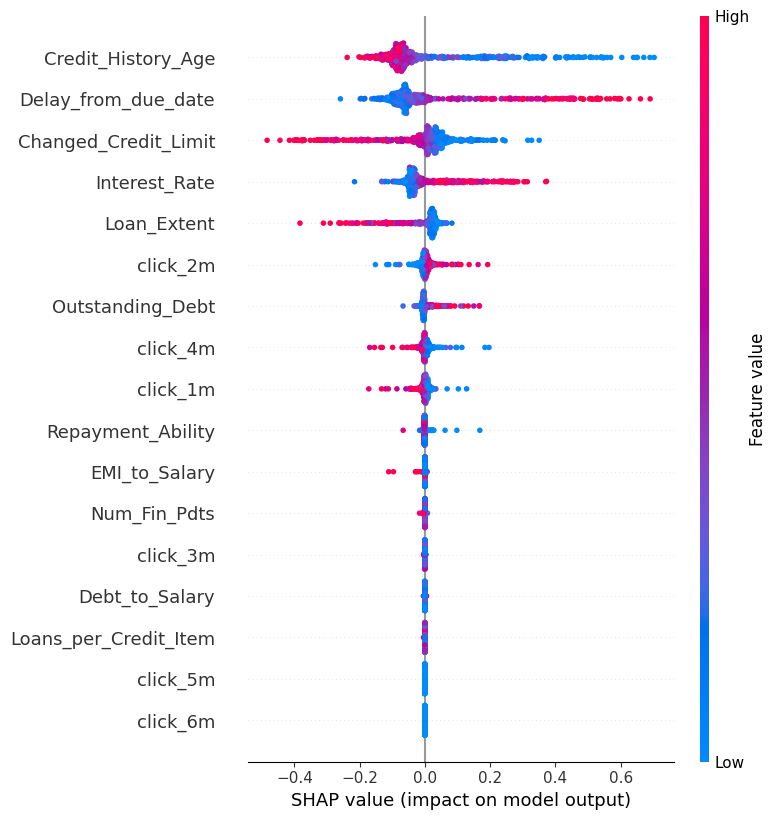 High
Credit_History_Age
Delay_from_due_date
Changed_Credit_Limit
Interest_Rate
Loan_Extent
click_2m
Outstanding_Debt
click_4m
click_1m
Repayment_Ability
EMI_to_Salary
Num_Fin_Pdts
click_3m
Debt_to_Salary
Loans_per_Credit_Item
click_5m
click_6m
Feature value
Low
−0.4 −0.2 0.0 0.2 0.4 0.6
SHAP value (impact on model output)